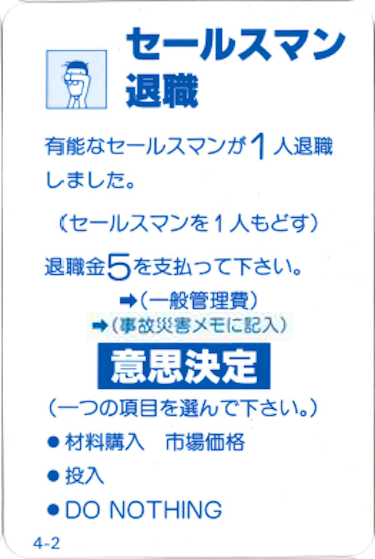 セールスマン
退職
有能なセールスマンが1人退職
しました。
(セールスマンを1人もどす)
退職金5を支払って下さい。
➡(一般管理費)
➡(事故災害メモに記入)
意思決定
(一つの項目を選んで下さい。)
●材料購入 市場価格
●投入
●DO NOTHING
4-2